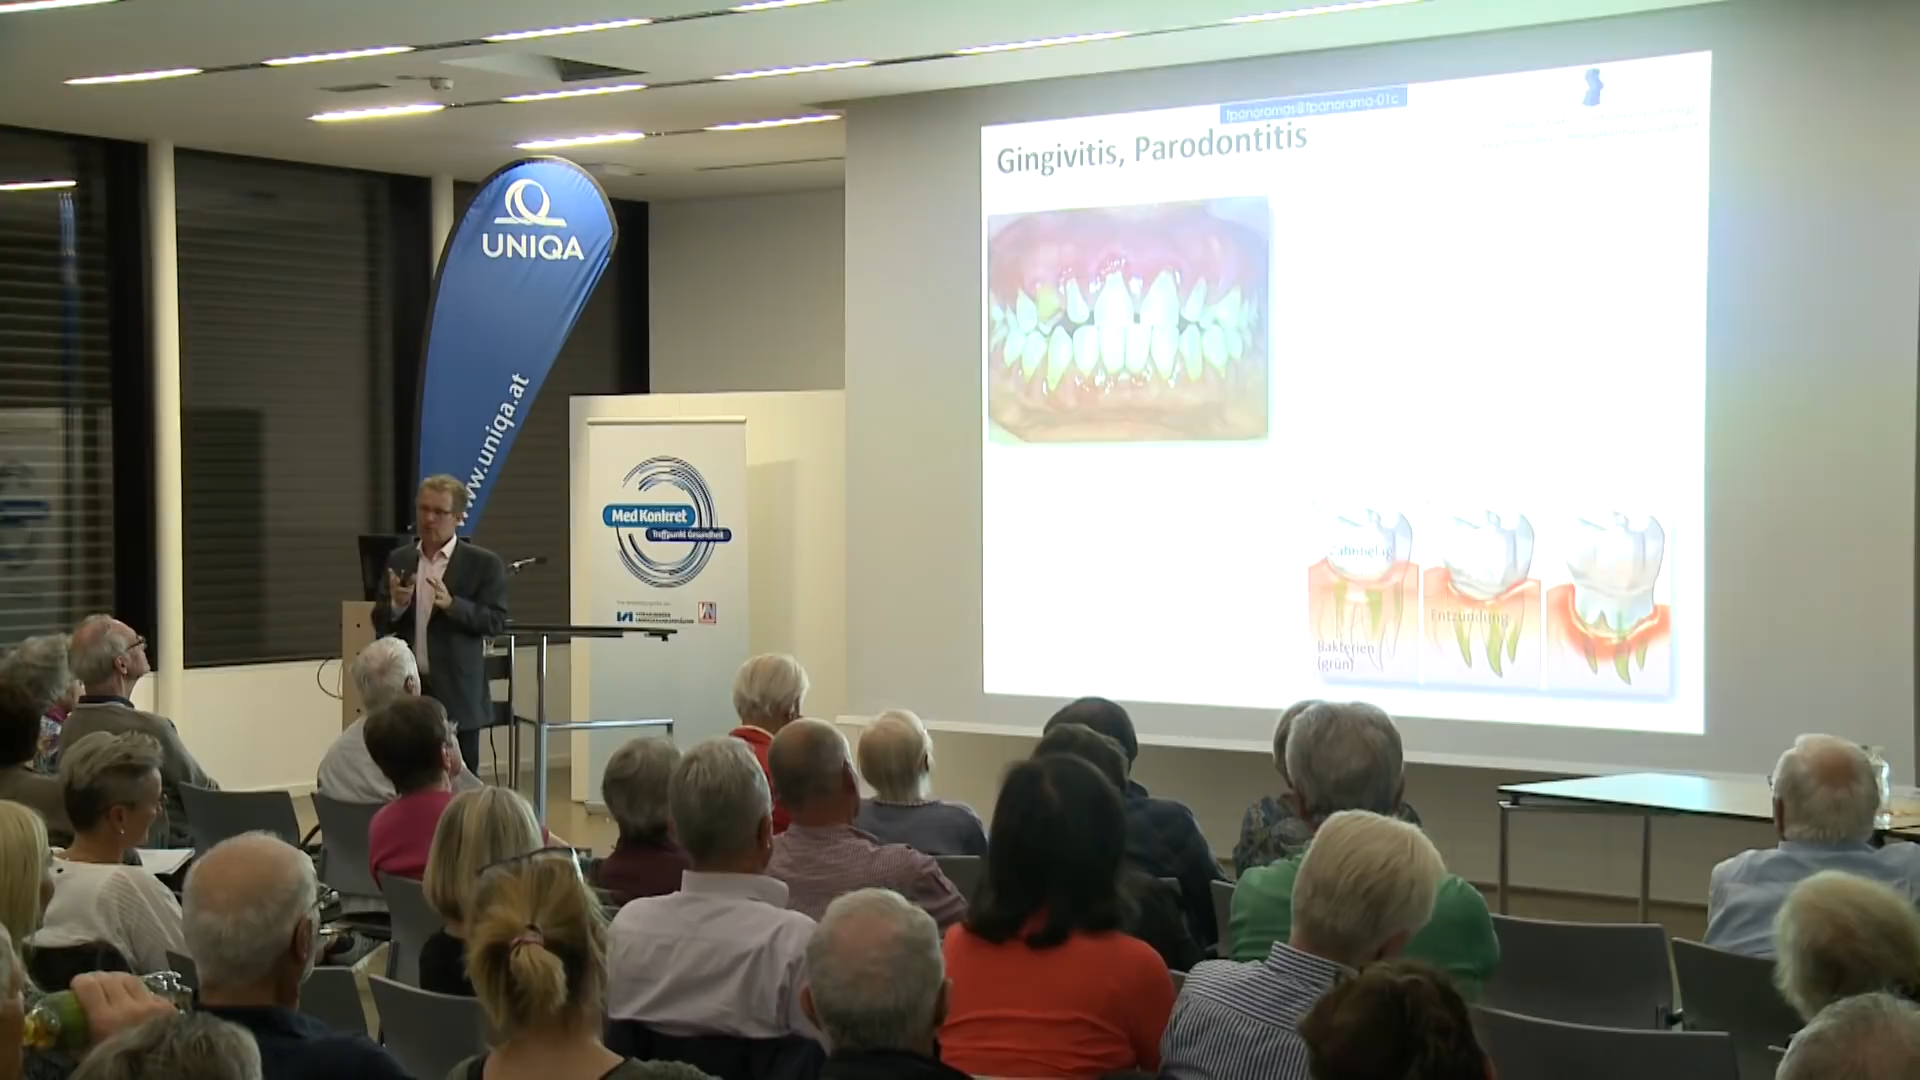 UNIQA
www.uniqa.at
Med Konkret
Treffpunkt Gesundheit
fpanoramas@fpanorama-01c
Gingivitis, Parodontitis
Zahnbelag
Entzündung
Bakterien
(grün)